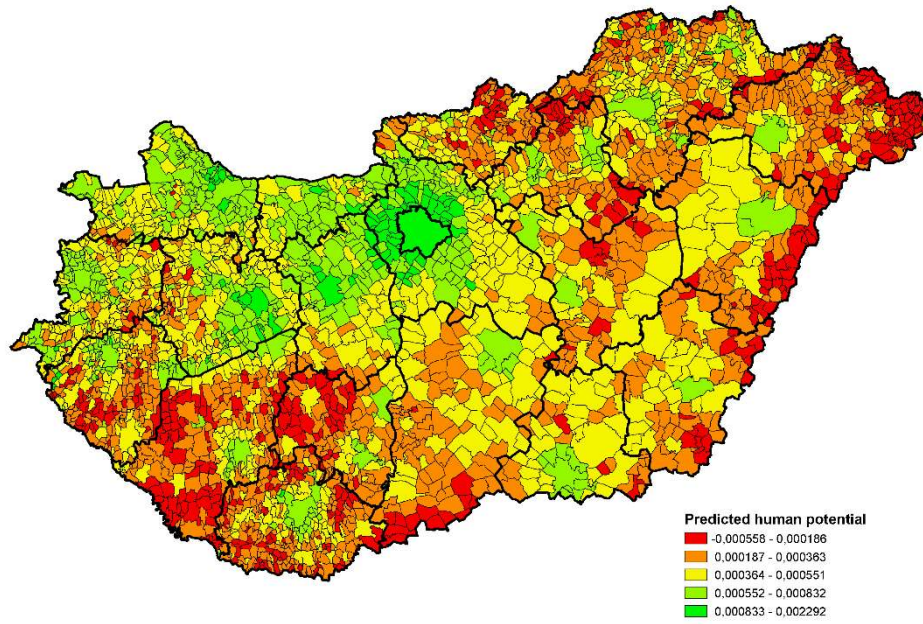 Predicted human potential
-0,000558 - 0,000186
0,000187 - 0,000363
0,000364 - 0,000551
0,000552 - 0,000832
0,000833 - 0,002292